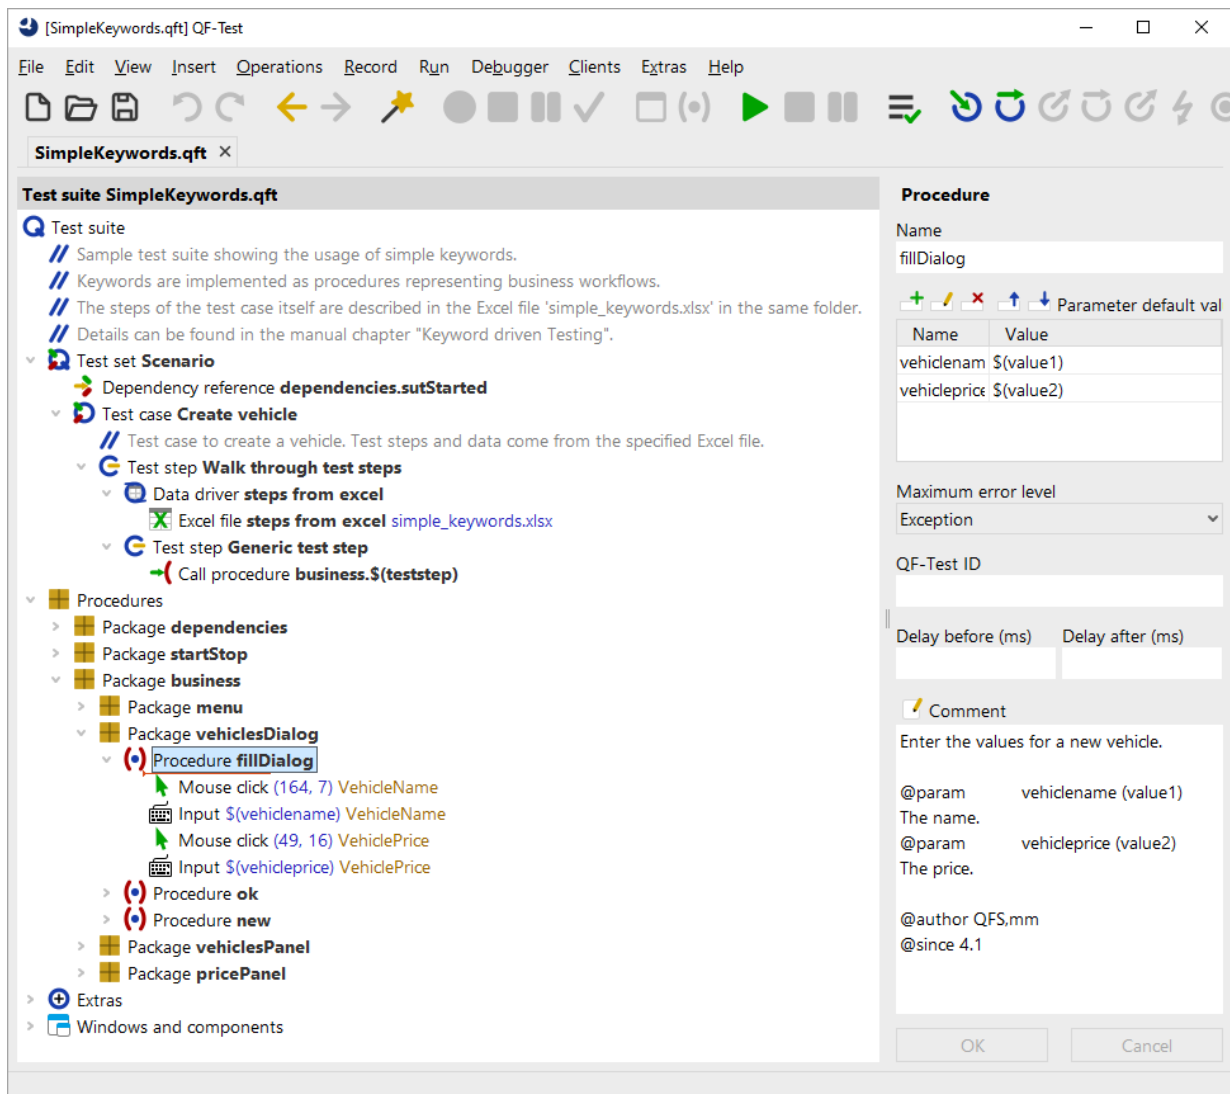 [SimpleKeywords.qft] QF-Test
File Edit View Insert Operations Record Run Debugger Clients Extras Help
SimpleKeywords.qft
Test suite SimpleKeywords.qft
Test suite
// Sample test suite showing the usage of simple keywords.
// Keywords are implemented as procedures representing business workflows.
// The steps of the test case itself are described in the Excel file 'simple_keywords.xlsx' in the same folder.
// Details can be found in the manual chapter "Keyword driven Testing".
Test set Scenario
Dependency reference dependencies.sutStarted
Test case Create vehicle
// Test case to create a vehicle. Test steps and data come from the specified Excel file.
Test step Walk through test steps
Data driver steps from excel
Excel file steps from excel simple_keywords.xlsx
Test step Generic test step
Call procedure business.$(teststep)
Procedures
Package dependencies
Package startStop
Package business
Package menu
Package vehiclesDialog
Procedure fillDialog
Mouse click (164, 7) VehicleName
Input $(vehiclename) VehicleName
Mouse click (49, 16) VehiclePrice
Input $(vehicleprice) VehiclePrice
Procedure ok
Procedure new
Package vehiclesPanel
Package pricePanel
Extras
Windows and components
Procedure
Name
fillDialog
Parameter default val
Name Value
vehiclenam $(value1)
vehicleprice $(value2)
Maximum error level
Exception
QF-Test ID
Delay before (ms) Delay after (ms)
Comment
Enter the values for a new vehicle.
@param vehiclename (value1)
The name.
@param vehicleprice (value2)
The price.
@author QFS,mm
@since 4.1
OK Cancel